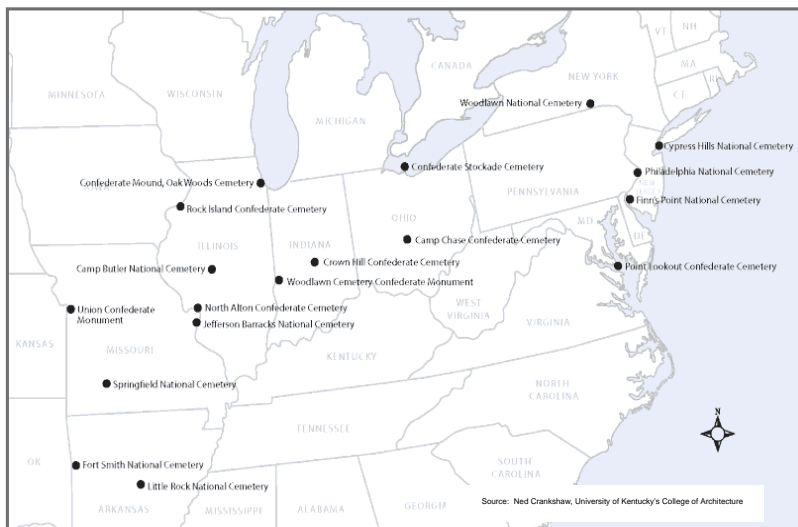 VT
NH
CANADA
MA
NEW YORK
RI
CT
MINNESOTA
WISCONSIN
MICHIGAN
Woodlawn National Cemetery
Cypress Hills National Cemetery
Confederate Stockade Cemetery
Philadelphia National Cemetery
Confederate Mound, Oak Woods Cemetery
PENNSYLVANIA
NEW
Finn's Point National Cemetery
Rock Island Confederate Cemetery
OHIO
MD
DE
ILLINOIS
INDIANA
Camp Chase Confederate Cemetery
Crown Hill Confederate Cemetery
Camp Butler National Cemetery
Point Lookout Confederate Cemetery
Woodlawn Cemetery Confederate Monument
WEST
VIRGINIA
Union Confederate
Monument
North Alton Confederate Cemetery
Jefferson Barracks National Cemetery
VIRGINIA
KANSAS
MISSOURI
KENTUCKY
Springfield National Cemetery
NORTH
CAROLINA
TENNESSEE
N
OK
Fort Smith National Cemetery
SOUTH
CAROLINA
Little Rock National Cemetery
Source: Ned Crankshaw, University of Kentucky's College of Architecture
ARKANSAS
MISSISSIPPI
ALABAMA
GEORGIA